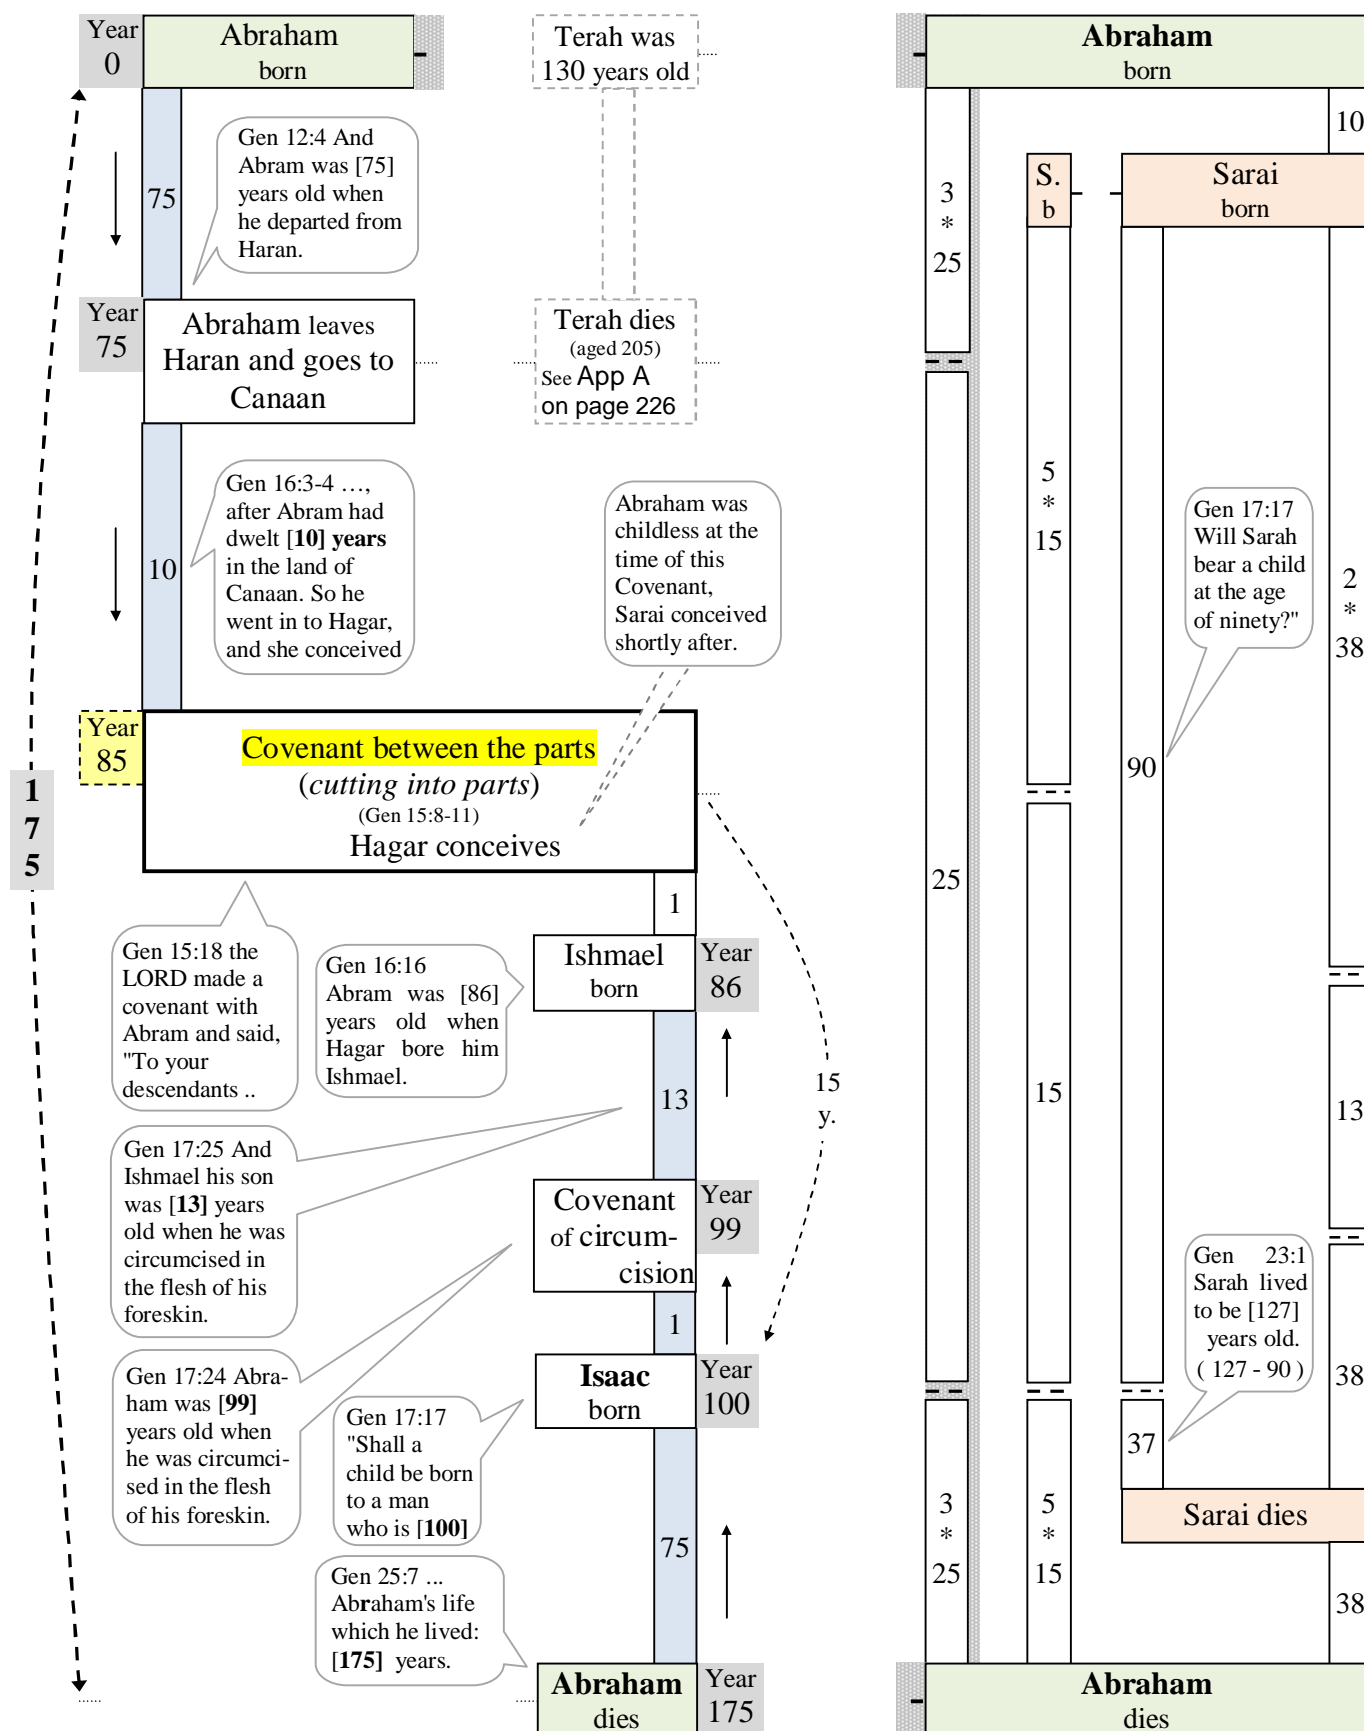 Year
0
Abraham
born
Terah was
130 years old
Abraham
born
Gen 12:4 And
Abram was [75]
years old when
he departed from
Haran.
75
10
3
*
25
S.
b
Sarai
born
Year
75
Abraham leaves
Haran and goes to
Canaan
Terah dies
(aged 205)
See App A
on page 226
Gen 16:3-4 …,
after Abram had
dwelt [10] years
in the land of
Canaan. So he
went in to Hagar,
and she conceived
10
Abraham was
childless at the
time of this
Covenant,
Sarai conceived
shortly after.
5
*
15
Gen 17:17
Will Sarah
bear a child
at the age
of ninety?"
2
*
38
Year
85
Covenant between the parts
(cutting into parts)
(Gen 15:8-11)
Hagar conceives
90
1
7
5
25
1
Gen 15:18 the
LORD made a
covenant with
Abram and said,
"To your
descendants ..
Gen 16:16
Abram was [86]
years old when
Hagar bore him
Ishmael.
Ishmael
born
Year
86
13
15
y.
15
13
Gen 17:25 And
Ishmael his son
was [13] years
old when he was
circumcised in
the flesh of his
foreskin.
Covenant
of circum-
cision
Year
99
1
Gen 23:1
Sarah lived
to be [127]
years old.
( 127 - 90 )
38
Gen 17:24 Abra-
ham was [99]
years old when
he was circumci-
sed in the flesh
of his foreskin.
Gen 17:17
"Shall a
child be born
to a man
who is [100]
Isaac
born
Year
100
37
75
3
*
25
5
*
15
Sarai dies
38
Gen 25:7 ...
Abraham's life
which he lived:
[175] years.
Abraham
dies
Year
175
Abraham
dies